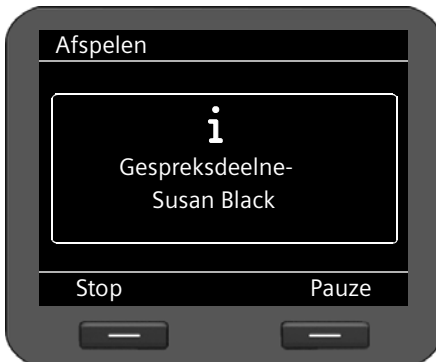 Afspelen
i
Gespreksdeelne-
Susan Black
Stop Pauze